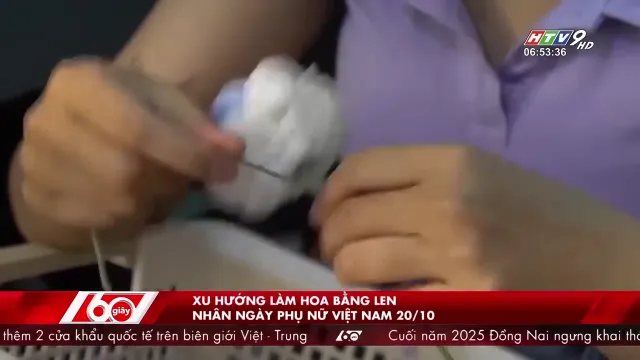 HTV9 HD
06:53:36
60 giây
XU HƯỚNG LÀM HOA BẰNG LEN
NHÂN NGÀY PHỤ NỮ VIỆT NAM 20/10
thêm 2 cửa khẩu quốc tế trên biên giới Việt - Trung 60 Cuối năm 2025 Đồng Nai ngưng khai